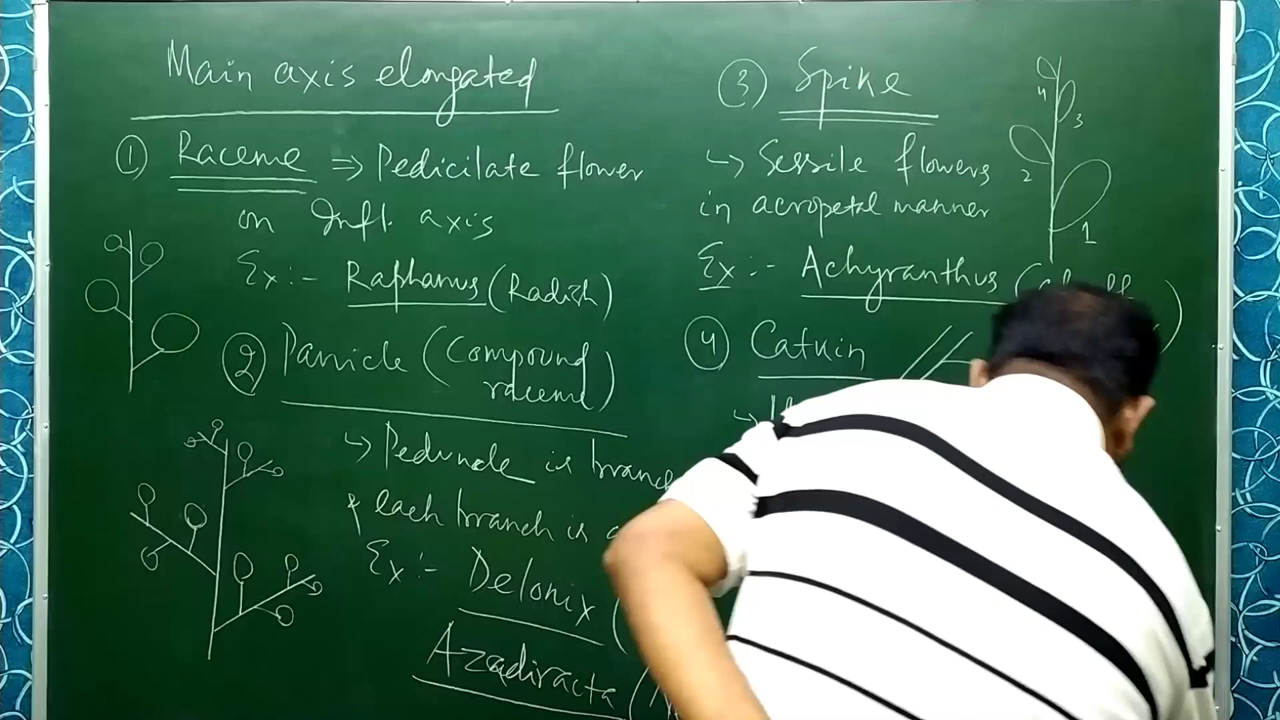 Main axis elongated
① Raceme ⇒ Pedicilate flower
on Infl. axis
Ex :- Raphanus (Radish)
② Panicle (Compound
raceme)
↳ Peduncle is branch
& each branch is a
Ex :- Delonix (
Azadiracta (
③ Spike
↳ Sessile flowers
in acropetal manner
Ex :- Achyranthus (
④ Catkin
1
2
3
4